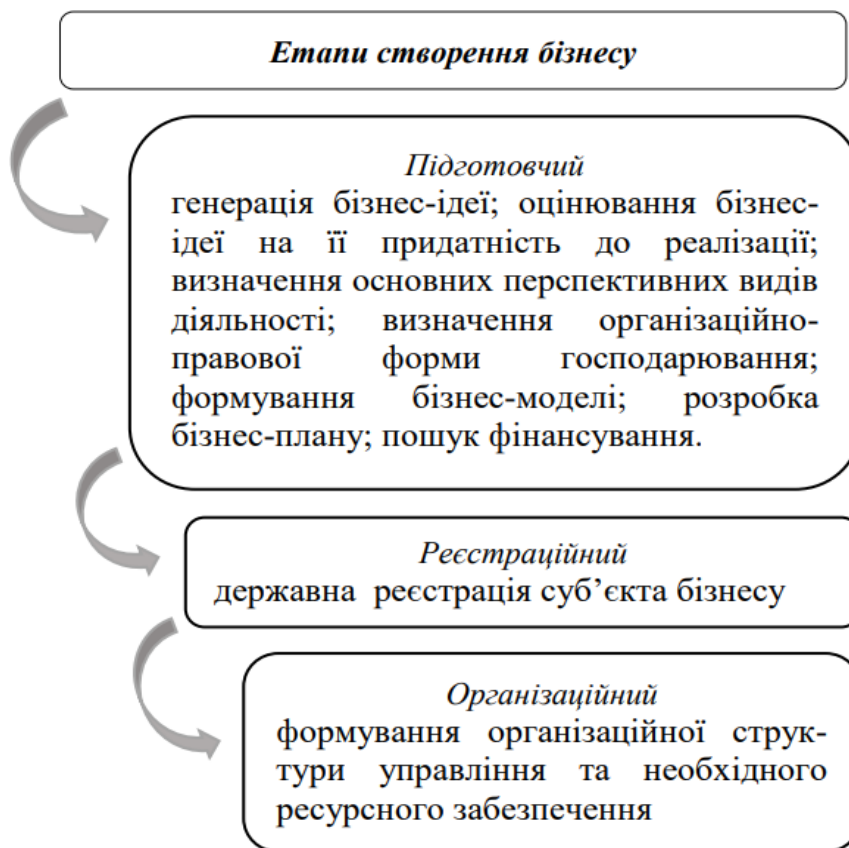 Етапи створення бізнесу
Підготовчий
генерація бізнес-ідеї; оцінювання бізнес-
ідеї на її придатність до реалізації;
визначення основних перспективних видів
діяльності; визначення організаційно-
правової форми господарювання;
формування бізнес-моделі; розробка
бізнес-плану; пошук фінансування.
Реєстраційний
державна реєстрація суб’єкта бізнесу
Організаційний
формування організаційної струк-
тури управління та необхідного
ресурсного забезпечення